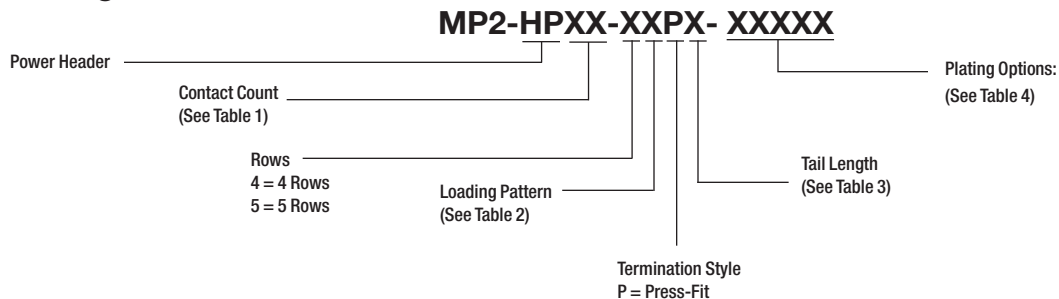 MP2-HPXX-XXPX- XXXXX
Power Header
Plating Options:
(See Table 4)
Contact Count
(See Table 1)
Rows
4 = 4 Rows
5 = 5 Rows
Loading Pattern
(See Table 2)
Tail Length
(See Table 3)
Termination Style
P = Press-Fit